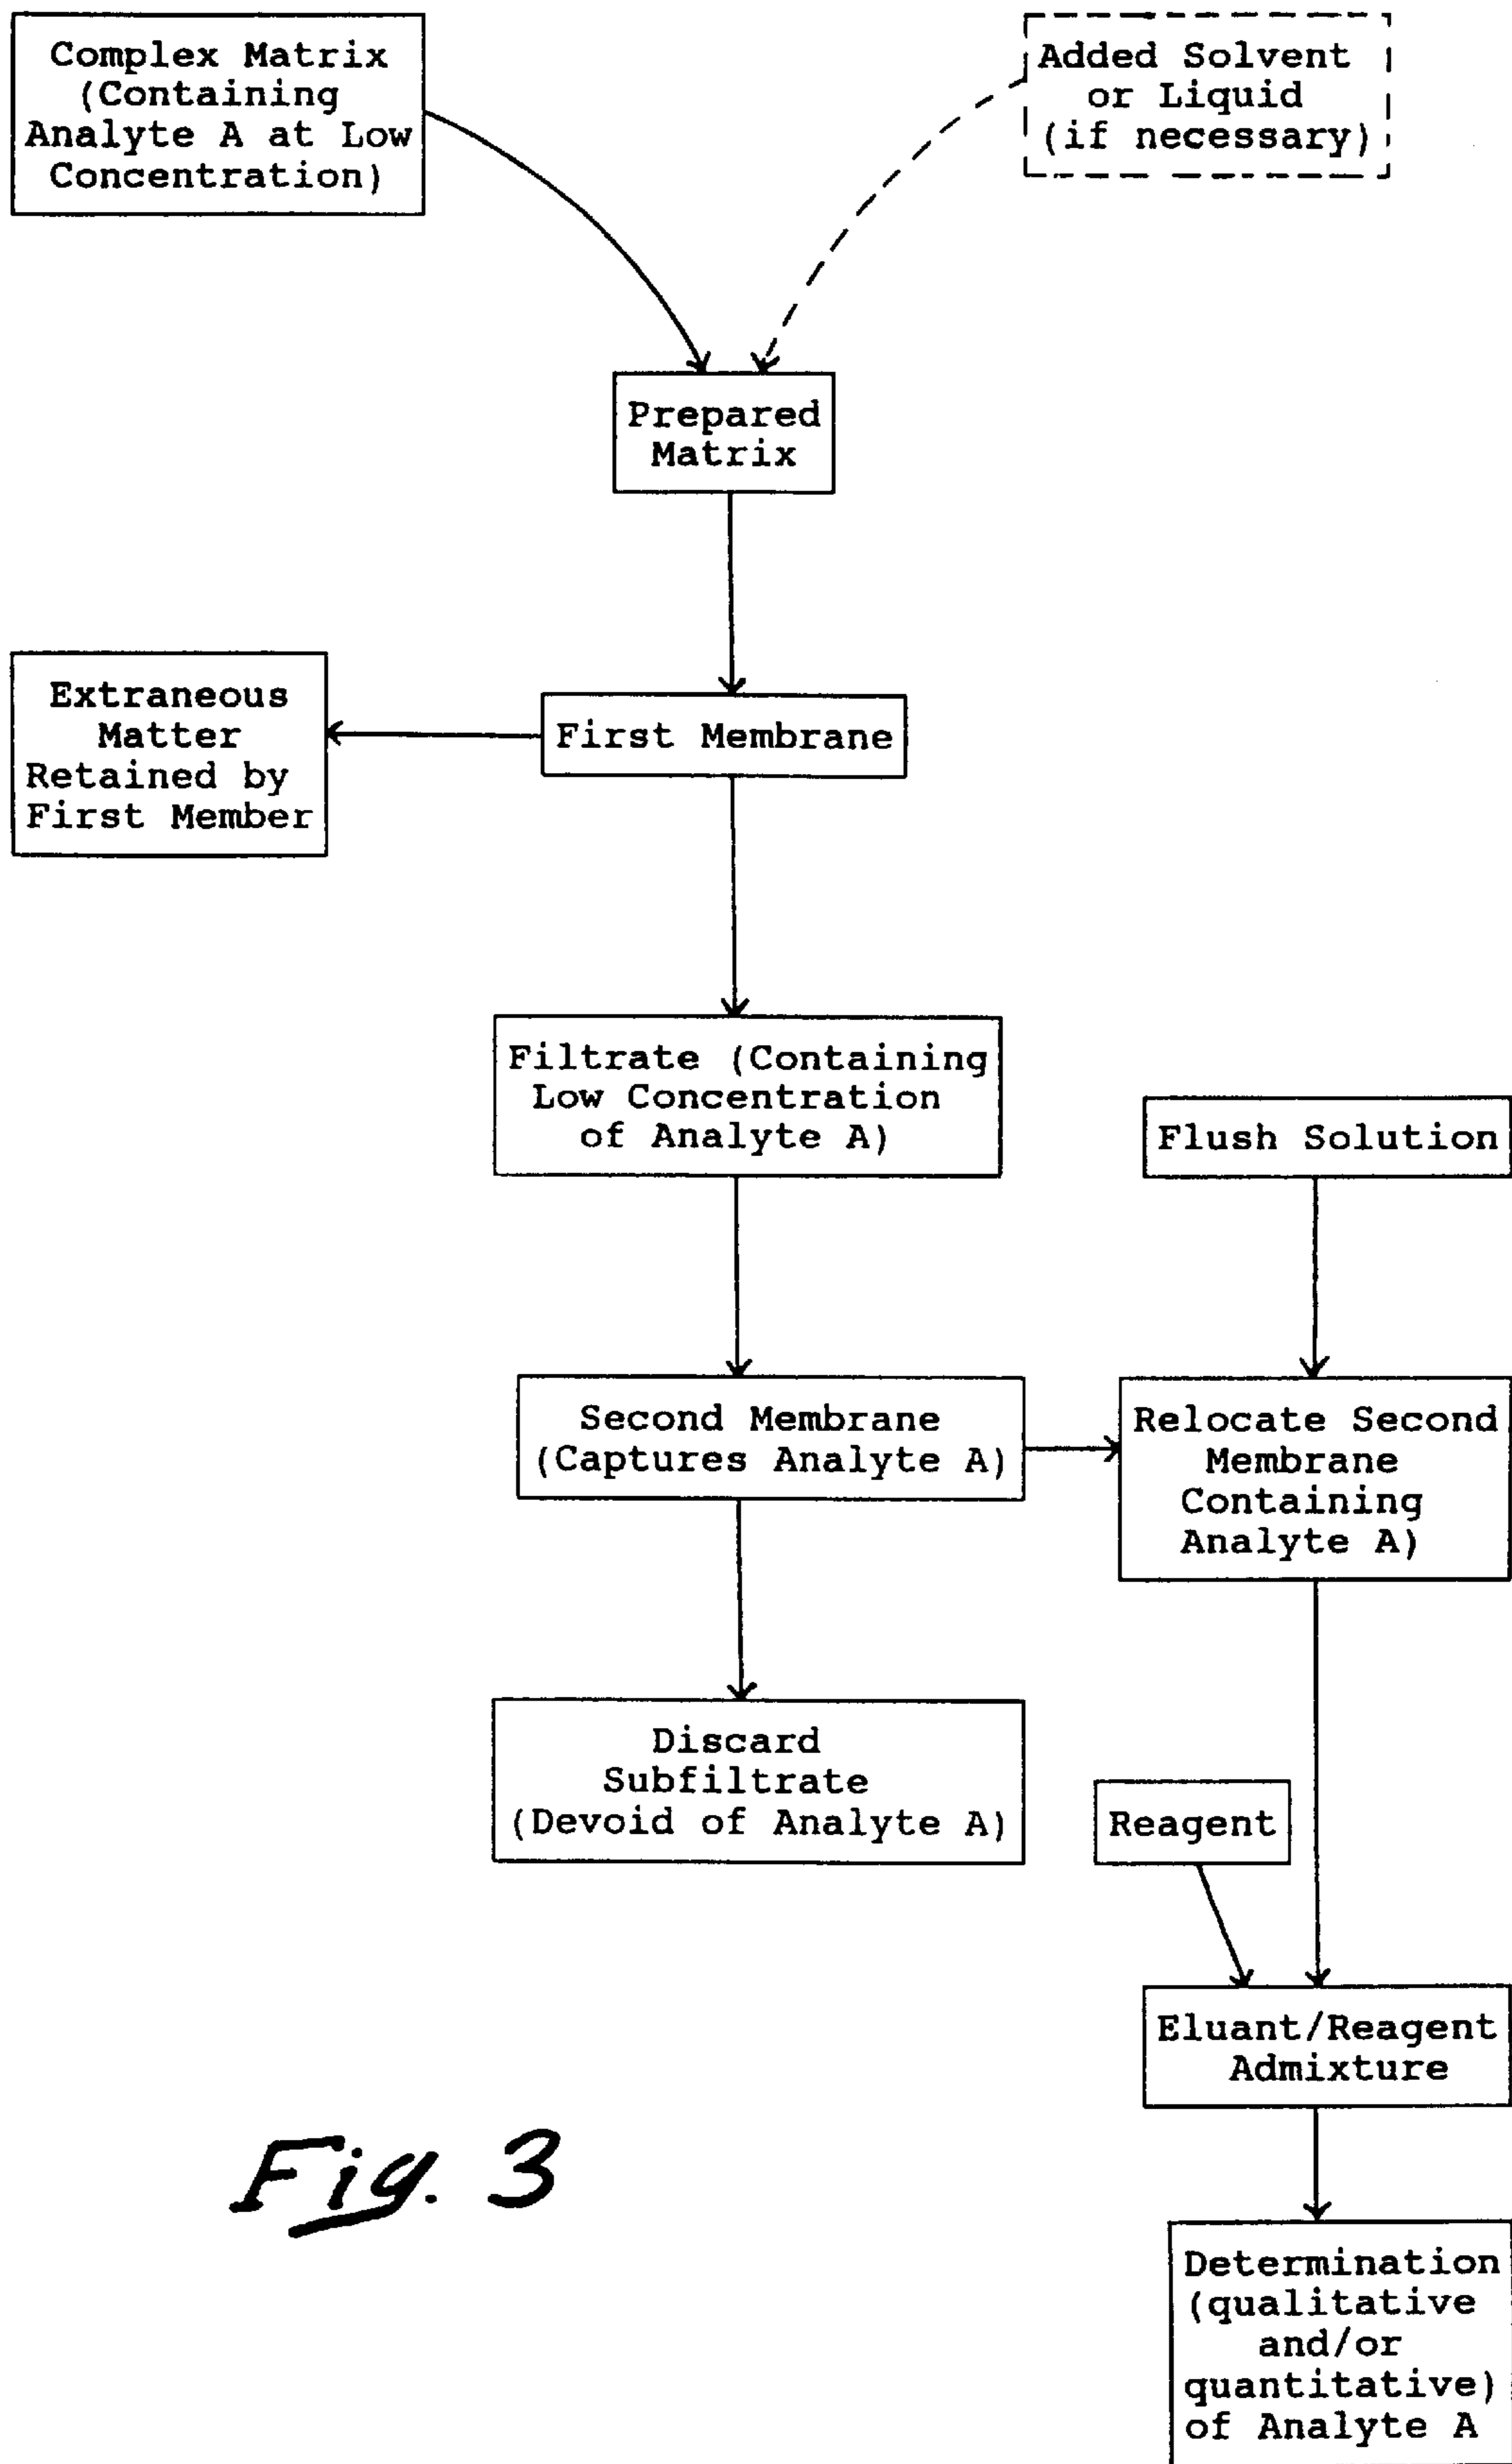 Complex Matrix
(Containing
Analyte A at Low
Concentration)
Added Solvent
or Liquid
(if necessary)
Prepared
Matrix
Extraneous
Matter
Retained by
First Member
First Membrane
Filtrate (Containing
Low Concentration
of Analyte A)
Flush Solution
Second Membrane
(Captures Analyte A)
Relocate Second
Membrane
Containing
Analyte A)
Discard
Subfiltrate
(Devoid of Analyte A)
Reagent
Eluant/Reagent
Admixture
Determination
(qualitative
and/or
quantitative)
of Analyte A
Fig. 3